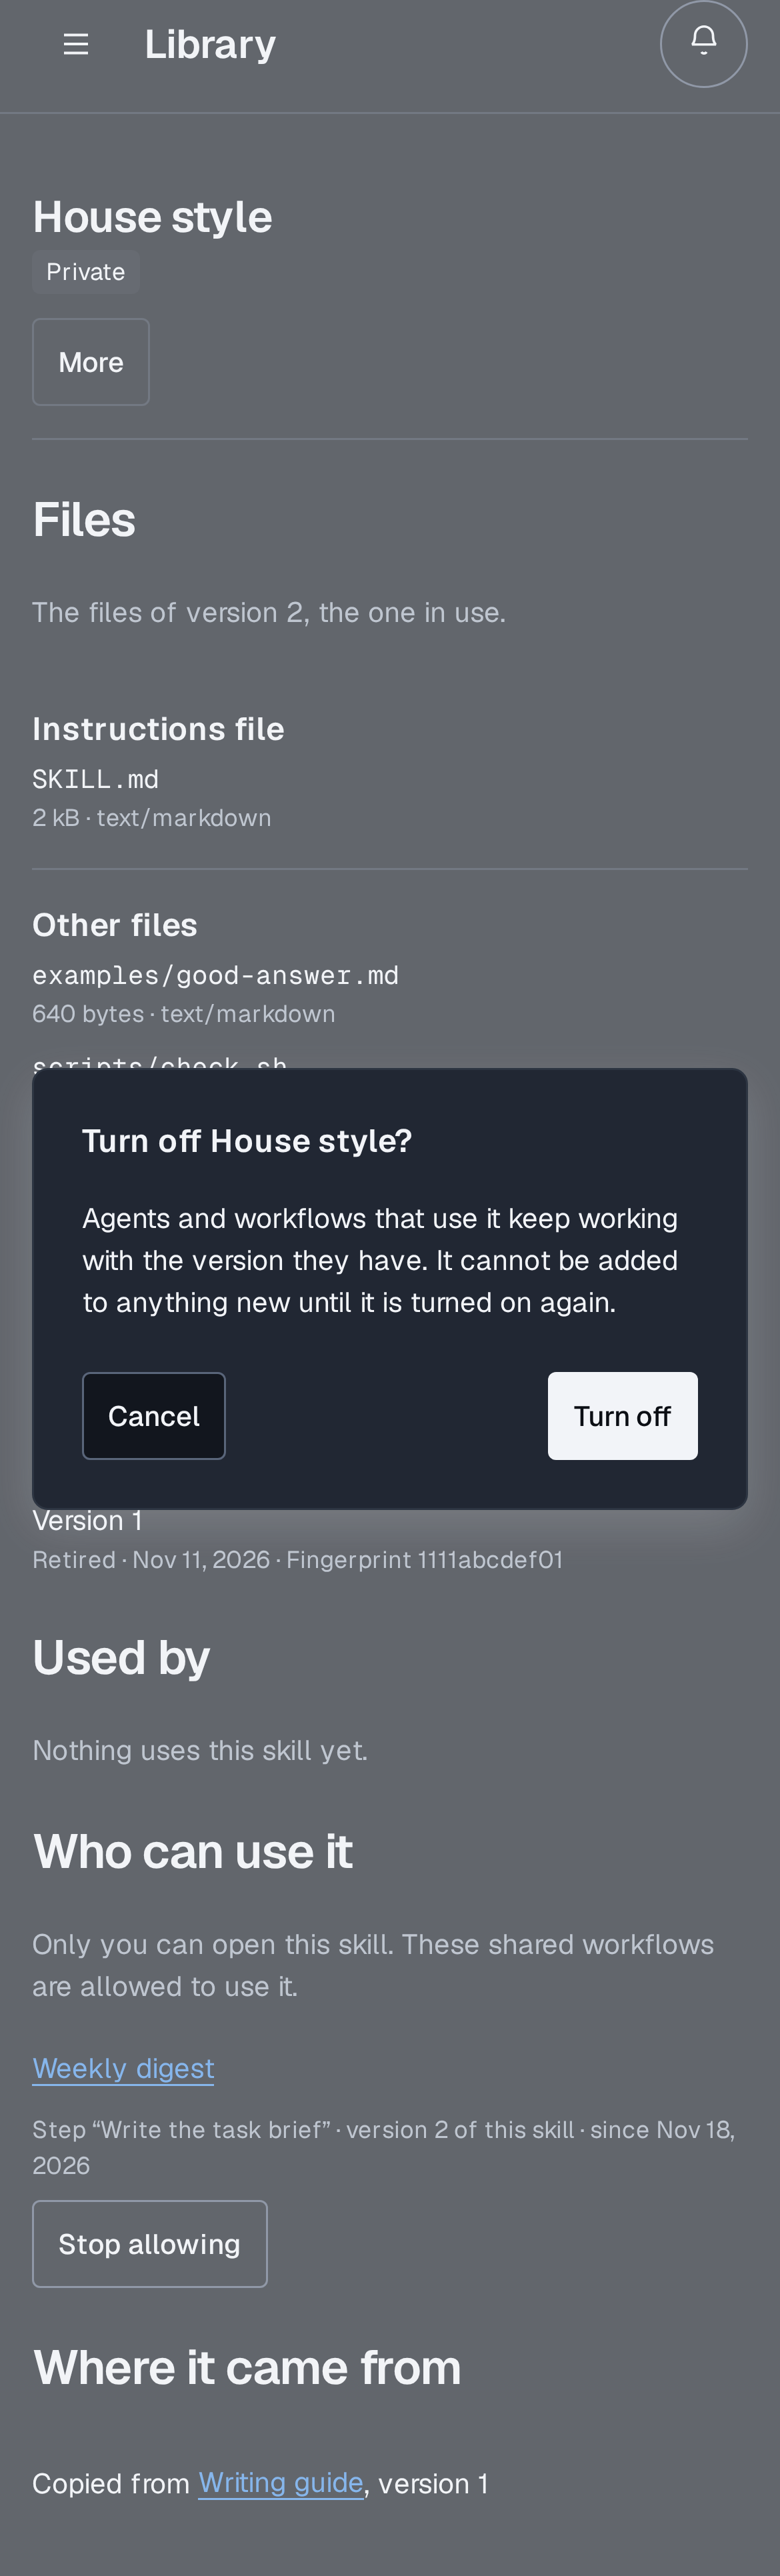 Library
House style
Private
More
Files
The files of version 2, the one in use.
Instructions file
SKILL.md
2 kB · text/markdown
Other files
examples/good-answer.md
640 bytes · text/markdown
scripts/check.sh
Turn off House style?
Agents and workflows that use it keep working
with the version they have. It cannot be added
to anything new until it is turned on again.
Cancel
Turn off
Version 1
Retired · Nov 11, 2026 · Fingerprint 1111abcdef01
Used by
Nothing uses this skill yet.
Who can use it
Only you can open this skill. These shared workflows
are allowed to use it.
Weekly digest
Step “Write the task brief” · version 2 of this skill · since Nov 18,
2026
Stop allowing
Where it came from
Copied from Writing guide, version 1